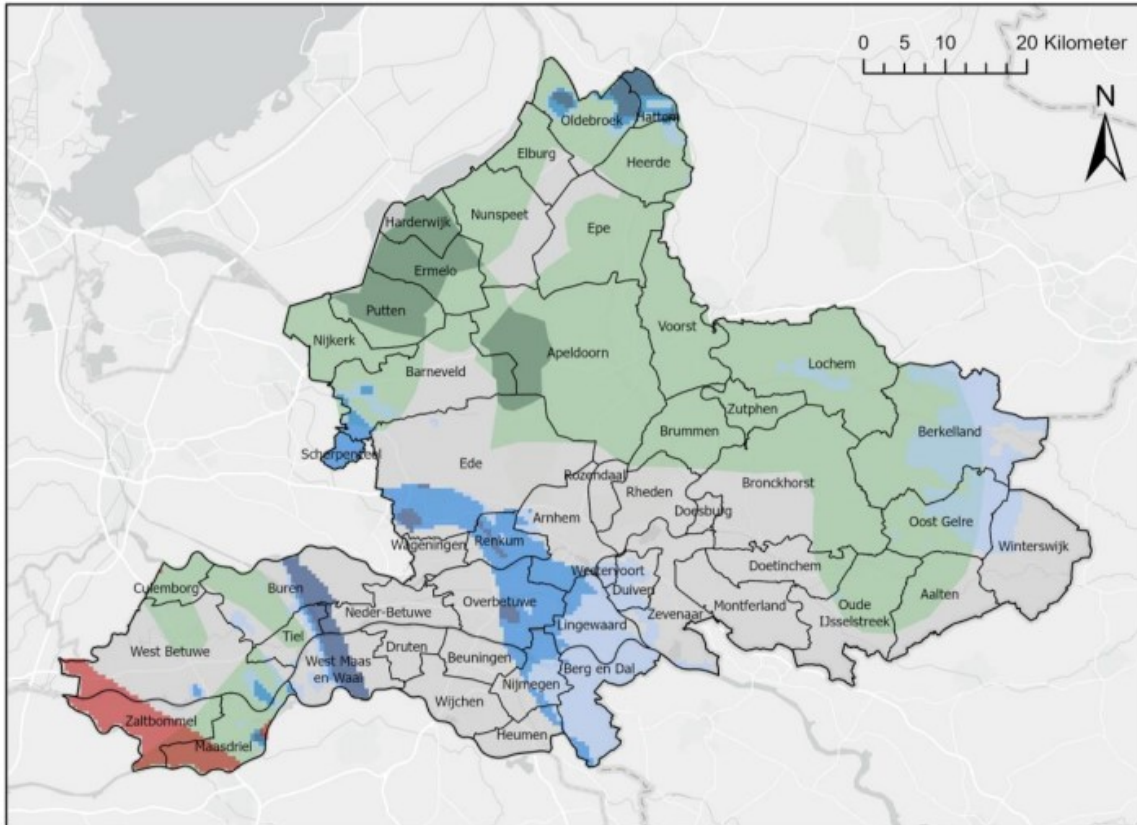 0 5 10 20 Kilometer
N
Oldebroek
Hattem
Elburg
Heerde
Harderwijk
Nunspeet
Epe
Ermelo
Putten
Nijkerk
Voorst
Apeldoorn
Lochem
Barneveld
Zutphen
Berkelland
Brummen
Scherpenzeel
Ede
Rozendaal
Bronckhorst
Rheden
Doesburg
Arnhem
Oost Gelre
Renkum
Wageningen
Winterswijk
Westervoort
Doetinchem
Duiven
Culemborg
Buren
Aalten
Neder-Betuwe
Overbetuwe
Oude
IJsselstreek
Montferland
Zevenaar
Lingewaard
Tiel
West Betuwe
Druten
West Maas
en Waal
Beuningen
Berg en Dal
Nijmegen
Wijchen
Zaltbommel
Heumen
Maasdriel